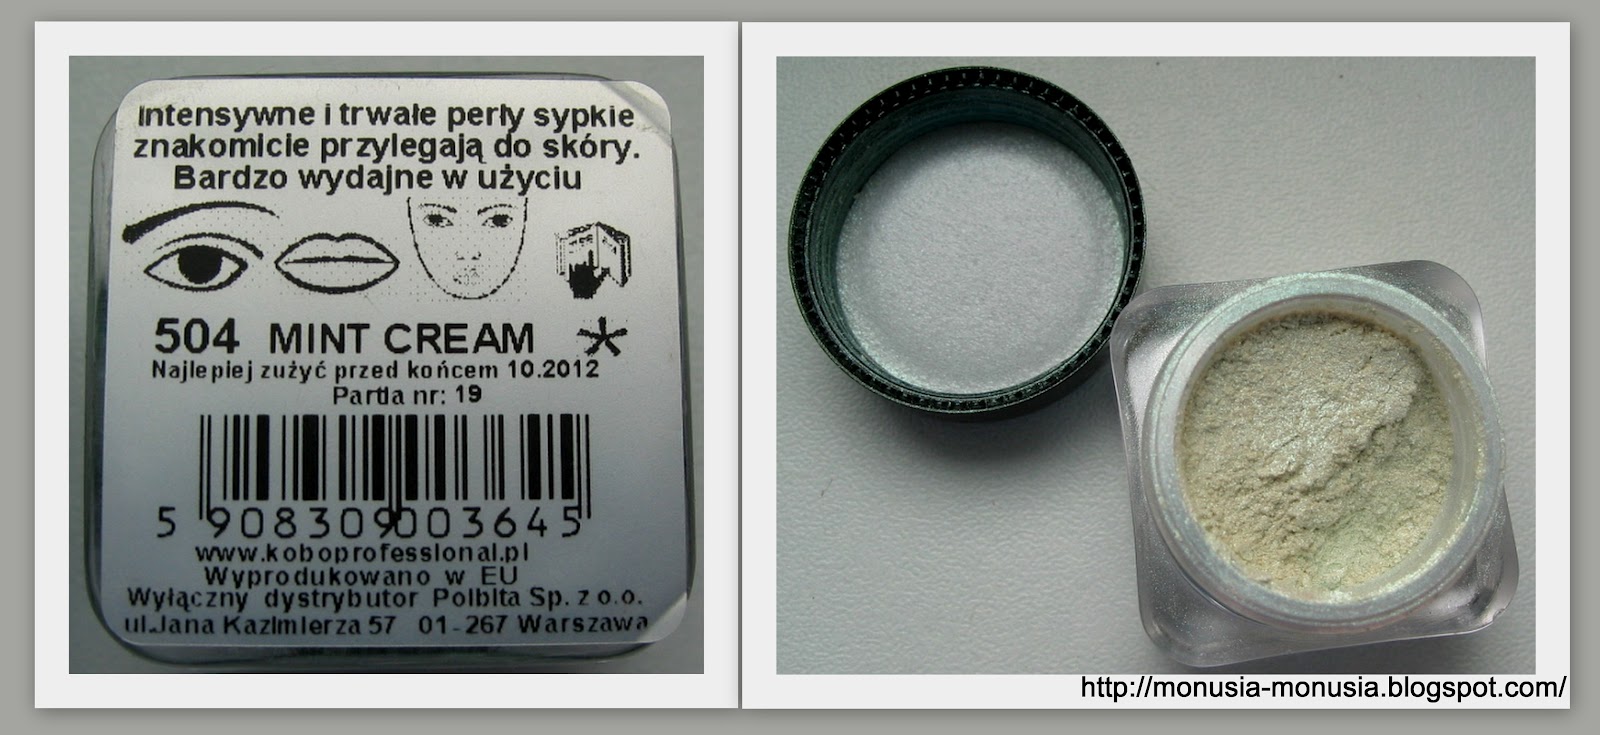 Intensywne i trwałe perły sypkie
znakomicie przylegają do skóry.
Bardzo wydajne w użyciu
504 MINT CREAM *
Najlepiej zużyć przed końcem 10.2012
Partia nr: 19
5 908309003645
www.koboprofessional.pl
Wyprodukowano w EU
Wyłączny dystrybutor Polbita Sp. z o.o.
ul.Jana Kazimierza 57 01-267 Warszawa
http://monusia-monusia.blogspot.com/